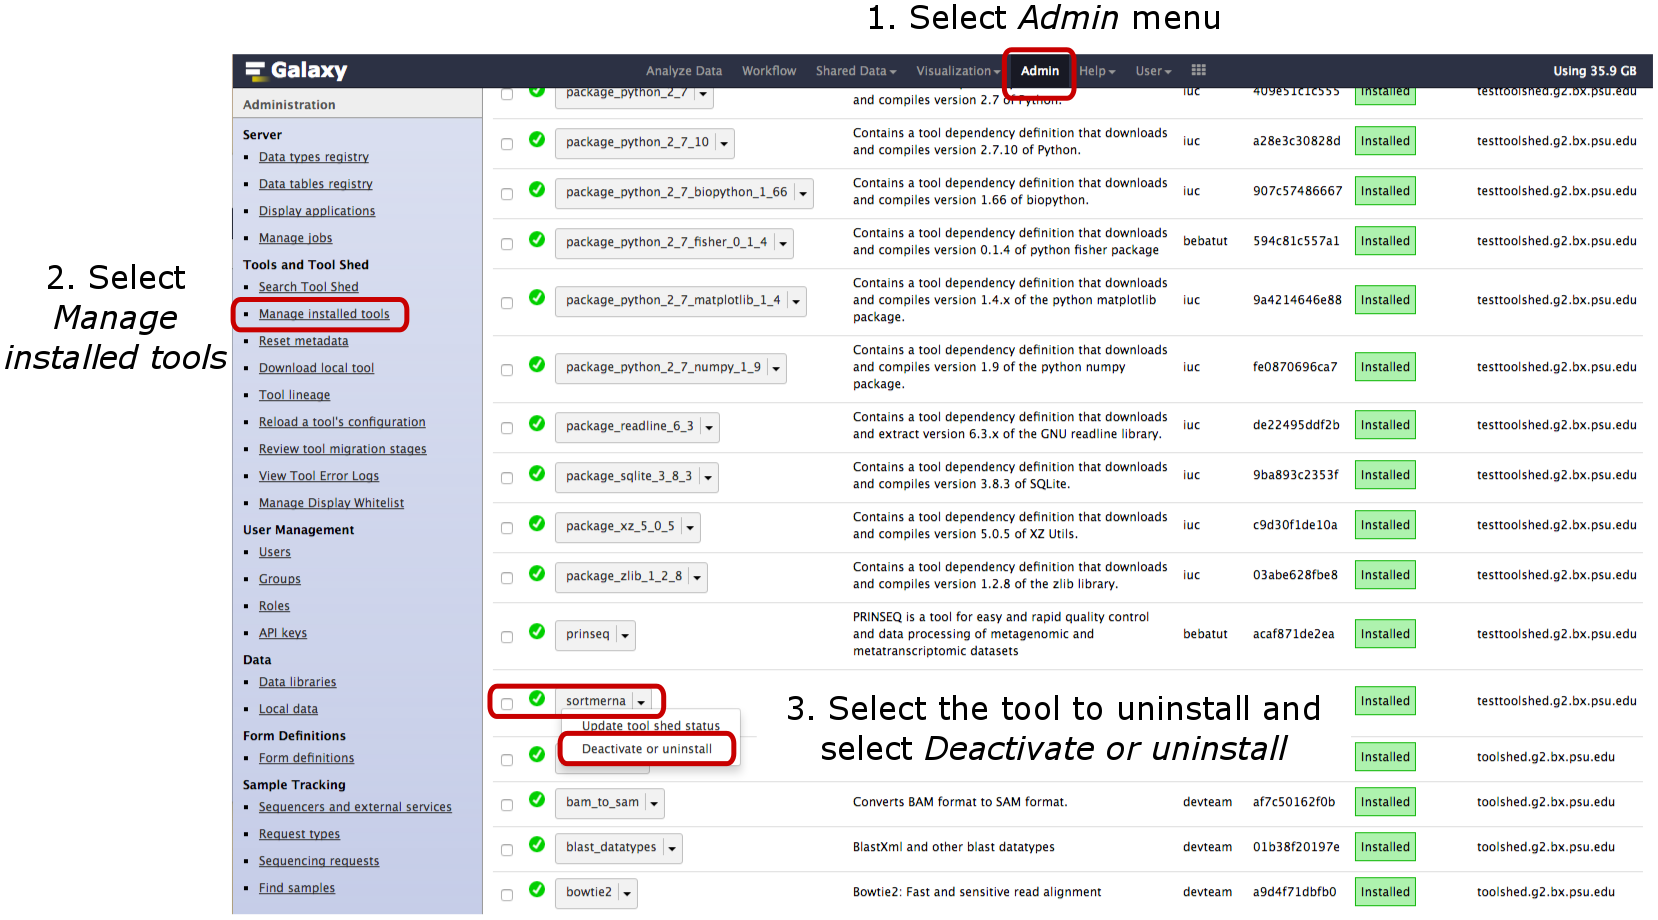 1. Select Admin menu
Galaxy
Analyze Data Workflow Shared Data Visualization Admin Help User Using 35.9 GB
2. Select
Manage
installed tools
Administration
Server
Data types registry
Data tables registry
Display applications
Manage jobs
Tools and Tool Shed
Search Tool Shed
Manage installed tools
Reset metadata
Download local tool
Tool lineage
Reload a tool's configuration
Review tool migration stages
View Tool Error Logs
Manage Display Whitelist
User Management
Users
Groups
Roles
API keys
Data
Data libraries
Local data
Form Definitions
Form definitions
Sample Tracking
Sequencers and external services
Request types
Sequencing requests
Find samples
package_python_2_7 iuc 409e51c1c555 Installed testtoolshed.g2.bx.psu.edu
and compiles version 2.7 of Python.
package_python_2_7_10 iuc a28e3c30828d Installed testtoolshed.g2.bx.psu.edu
Contains a tool dependency definition that downloads
and compiles version 2.7.10 of Python.
package_python_2_7_biopython_1_66 iuc 907c57486667 Installed testtoolshed.g2.bx.psu.edu
Contains a tool dependency definition that downloads
and compiles version 1.66 of biopython.
package_python_2_7_fisher_0_1_4 bebatut 594c81c557a1 Installed testtoolshed.g2.bx.psu.edu
Contains a tool dependency definition that downloads
and compiles version 0.1.4 of python fisher package
package_python_2_7_matplotlib_1_4 iuc 9a4214646e88 Installed testtoolshed.g2.bx.psu.edu
Contains a tool dependency definition that downloads
and compiles version 1.4.x of the python matplotlib
package.
package_python_2_7_numpy_1_9 iuc fe0870696ca7 Installed testtoolshed.g2.bx.psu.edu
Contains a tool dependency definition that downloads
and compiles version 1.9 of the python numpy
package.
package_readline_6_3 iuc de22495ddf2b Installed testtoolshed.g2.bx.psu.edu
Contains a tool dependency definition that downloads
and extract version 6.3.x of the GNU readline library.
package_sqlite_3_8_3 iuc 9ba893c2353f Installed testtoolshed.g2.bx.psu.edu
Contains a tool dependency definition that downloads
and compiles version 3.8.3 of SQLite.
package_xz_5_0_5 iuc c9d30f1de10a Installed testtoolshed.g2.bx.psu.edu
Contains a tool dependency definition that downloads
and compiles version 5.0.5 of XZ Utils.
package_zlib_1_2_8 iuc 03abe628fbe8 Installed testtoolshed.g2.bx.psu.edu
Contains a tool dependency definition that downloads
and compiles version 1.2.8 of the zlib library.
prinseq bebatut acaf871de2ea Installed testtoolshed.g2.bx.psu.edu
PRINSEQ is a tool for easy and rapid quality control
and data processing of metagenomic and
metatranscriptomic datasets
sortmerna Installed testtoolshed.g2.bx.psu.edu
Update tool shed status
Deactivate or uninstall
3. Select the tool to uninstall and
select Deactivate or uninstall
Installed toolshed.g2.bx.psu.edu
bam_to_sam Converts BAM format to SAM format. devteam af7c50162f0b Installed toolshed.g2.bx.psu.edu
blast_datatypes BlastXml and other blast datatypes devteam 01b38f20197e Installed toolshed.g2.bx.psu.edu
bowtie2 Bowtie2: Fast and sensitive read alignment devteam a9d4f71dbfb0 Installed toolshed.g2.bx.psu.edu